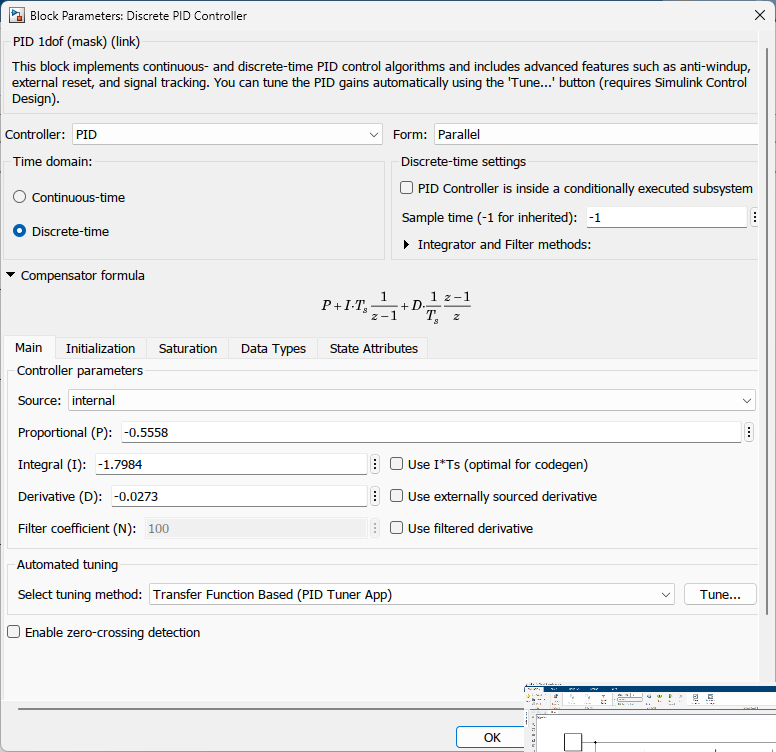 Block Parameters: Discrete PID Controller
PID 1dof (mask) (link)
This block implements continuous- and discrete-time PID control algorithms and includes advanced features such as anti-windup,
external reset, and signal tracking. You can tune the PID gains automatically using the 'Tune...' button (requires Simulink Control
Design).
Controller: PID Form: Parallel
Time domain: Discrete-time settings
Continuous-time PID Controller is inside a conditionally executed subsystem
Discrete-time Sample time (-1 for inherited): -1
Integrator and Filter methods:
Compensator formula
P + I·T_s 1/(z−1) + D·1/T_s (z−1)/z
Main Initialization Saturation Data Types State Attributes
Controller parameters
Source: internal
Proportional (P): -0.5558
Integral (I): -1.7984 Use I*Ts (optimal for codegen)
Derivative (D): -0.0273 Use externally sourced derivative
Filter coefficient (N): 100 Use filtered derivative
Automated tuning
Select tuning method: Transfer Function Based (PID Tuner App) Tune...
Enable zero-crossing detection
OK